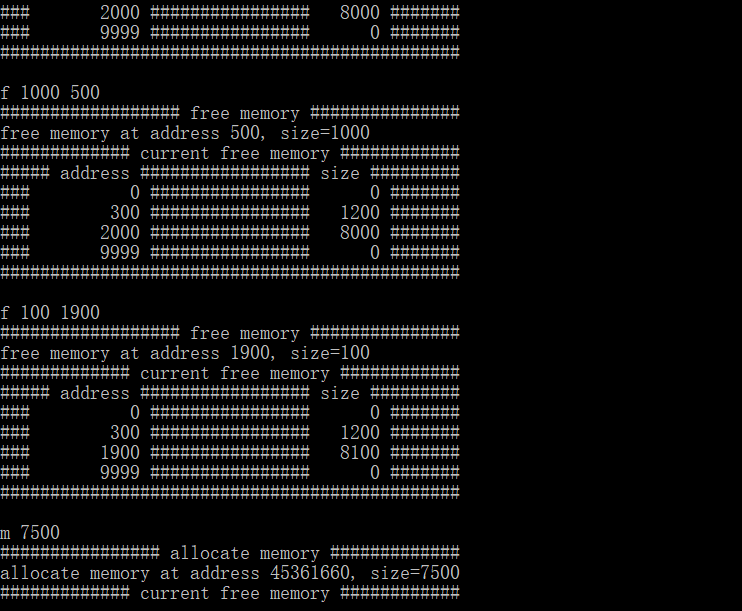 ###       2000 ################   8000 #######
###       9999 ################      0 #######
##############################################

f 1000 500
################## free memory ###############
free memory at address 500, size=1000
############# current free memory ############
##### address ################# size #########
###          0 ################      0 #######
###        300 ################   1200 #######
###       2000 ################   8000 #######
###       9999 ################      0 #######
##############################################

f 100 1900
################## free memory ###############
free memory at address 1900, size=100
############# current free memory ############
##### address ################# size #########
###          0 ################      0 #######
###        300 ################   1200 #######
###       1900 ################   8100 #######
###       9999 ################      0 #######
##############################################

m 7500
################ allocate memory #############
allocate memory at address 45361660, size=7500
############# current free memory ############